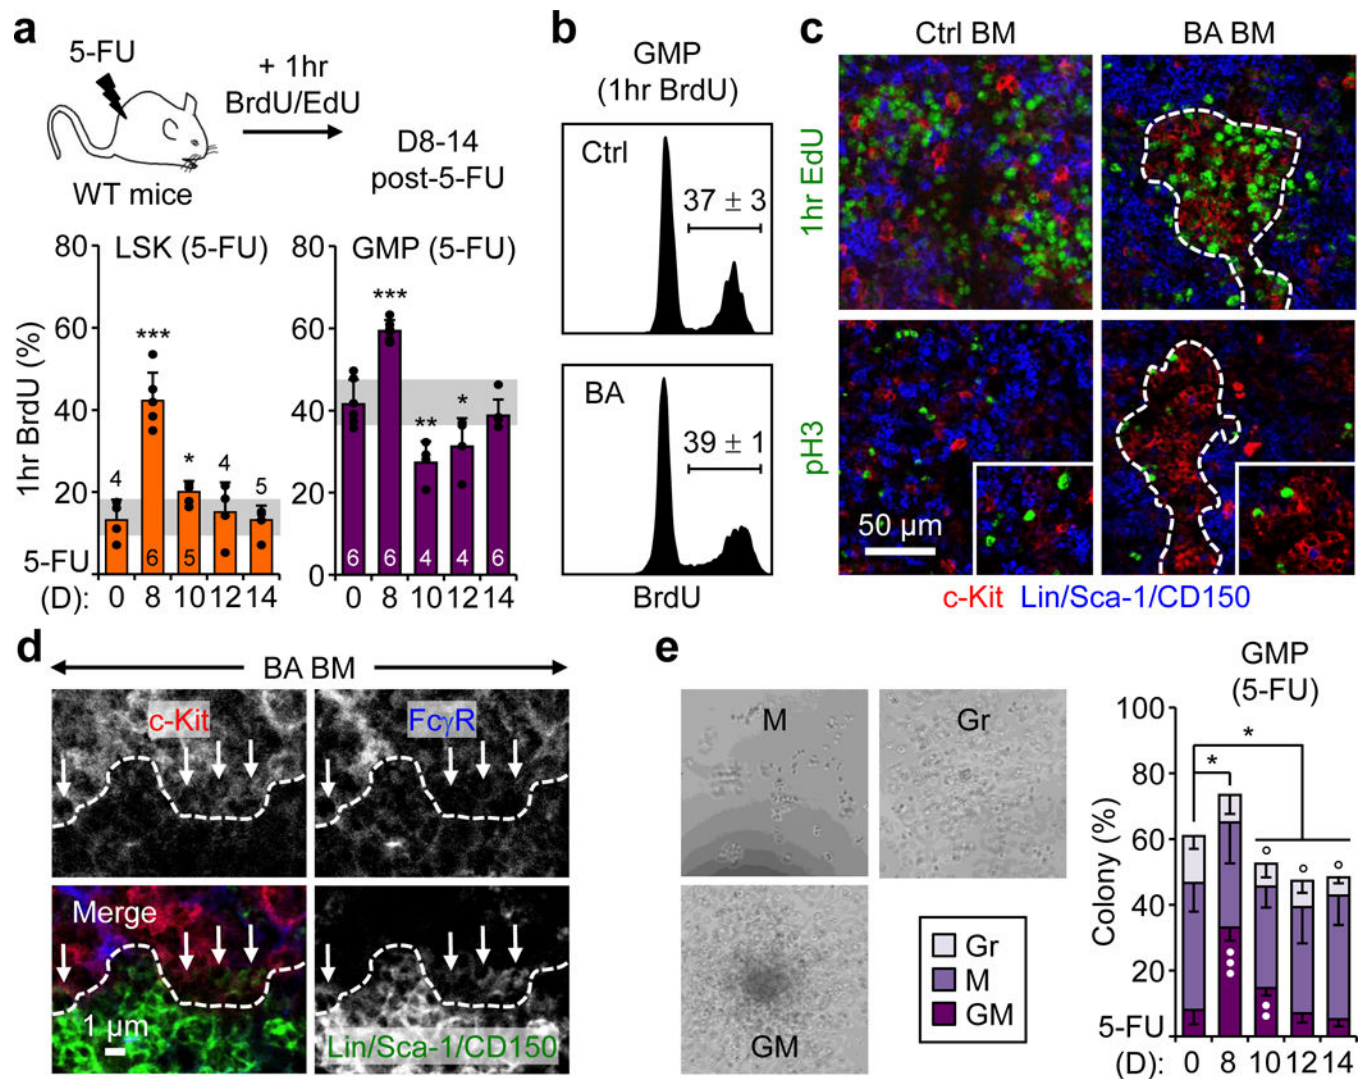 a
5-FU
+ 1hr
BrdU/EdU
D8-14
post-5-FU
WT mice
LSK (5-FU)
GMP (5-FU)
1hr BrdU (%)
80
60
40
20
80
60
40
20
0
***
*
***
**
*
4
6
5
4
5
6
6
4
4
6
5-FU
(D):
0 8 10 12 14
0 8 10 12 14
b
GMP
(1hr BrdU)
Ctrl
37 ± 3
BA
39 ± 1
BrdU
c
Ctrl BM
BA BM
1hr EdU
pH3
50 µm
c-Kit Lin/Sca-1/CD150
d
BA BM
c-Kit
FcγR
Merge
1 µm
Lin/Sca-1/CD150
e
M
Gr
GM
Gr
M
GM
GMP
(5-FU)
Colony (%)
100
80
60
40
20
*
*
5-FU
(D):
0 8 10 12 14